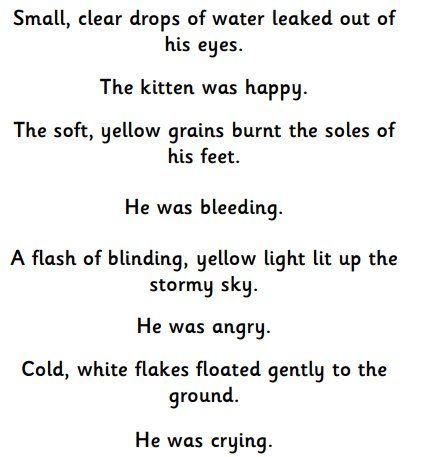 Small, clear drops of water leaked out of
his eyes.
The kitten was happy.
The soft, yellow grains burnt the soles of
his feet.
He was bleeding.
A flash of blinding, yellow light lit up the
stormy sky.
He was angry.
Cold, white flakes floated gently to the
ground.
He was crying.